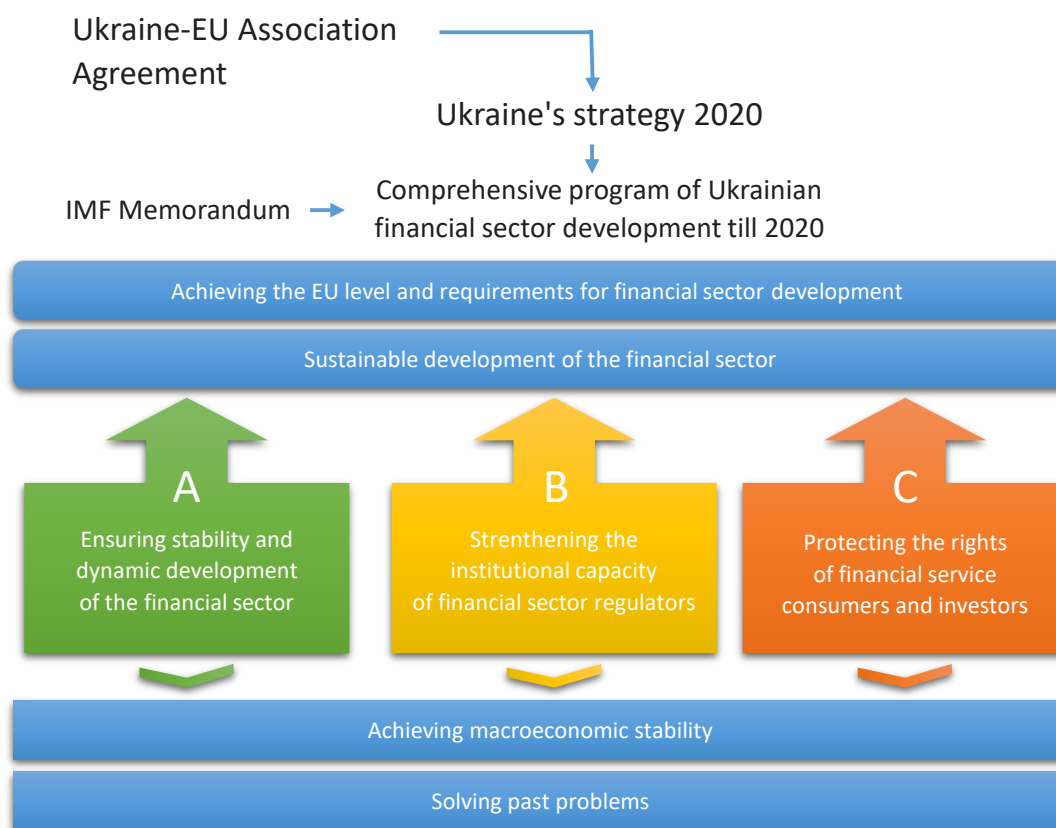 Ukraine-EU Association
Agreement
Ukraine's strategy 2020
IMF Memorandum
Comprehensive program of Ukrainian
financial sector development till 2020
Achieving the EU level and requirements for financial sector development
Sustainable development of the financial sector
A
Ensuring stability and
dynamic development
of the financial sector
B
Strenthening the
institutional capacity
of financial sector regulators
C
Protecting the rights
of financial service
consumers and investors
Achieving macroeconomic stability
Solving past problems